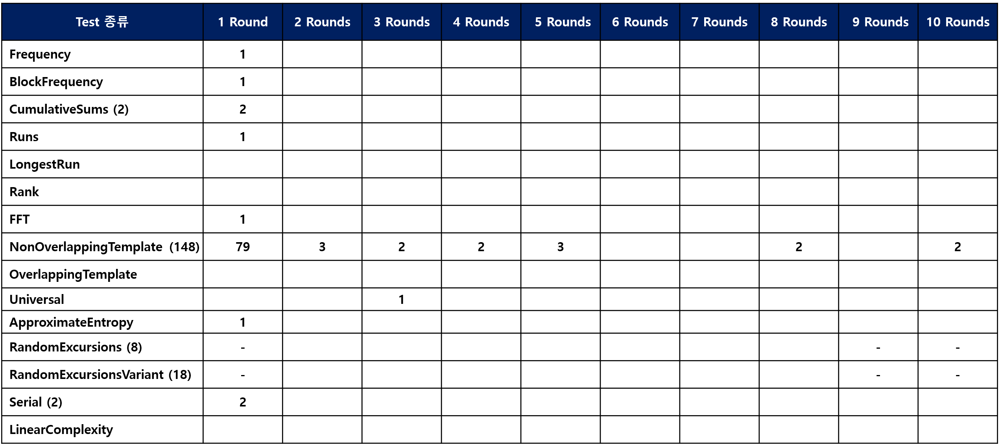 Test 종류 1 Round 2 Rounds 3 Rounds 4 Rounds 5 Rounds 6 Rounds 7 Rounds 8 Rounds 9 Rounds 10 Rounds
Frequency 1
BlockFrequency 1
CumulativeSums (2) 2
Runs 1
LongestRun
Rank
FFT 1
NonOverlappingTemplate (148) 79 3 2 2 3 2 2
OverlappingTemplate
Universal 1
ApproximateEntropy 1
RandomExcursions (8) - - -
RandomExcursionsVariant (18) - - -
Serial (2) 2
LinearComplexity